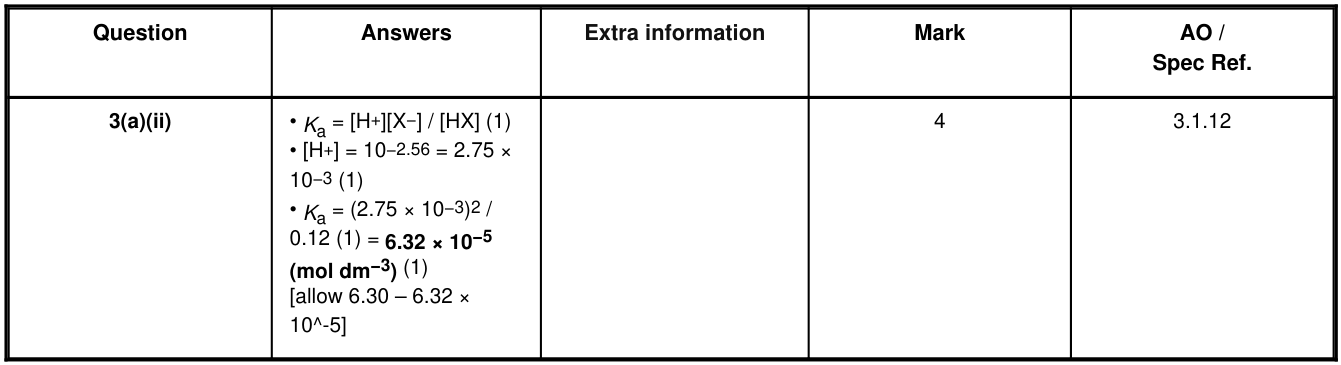 Question Answers Extra information Mark AO /
Spec Ref.
3(a)(ii) • Ka = [H+][X−] / [HX] (1) 4 3.1.12
• [H+] = 10−2.56 = 2.75 ×
10−3 (1)
• Ka = (2.75 × 10−3)2 /
0.12 (1) = 6.32 × 10−5
(mol dm−3) (1)
[allow 6.30 – 6.32 ×
10^-5]